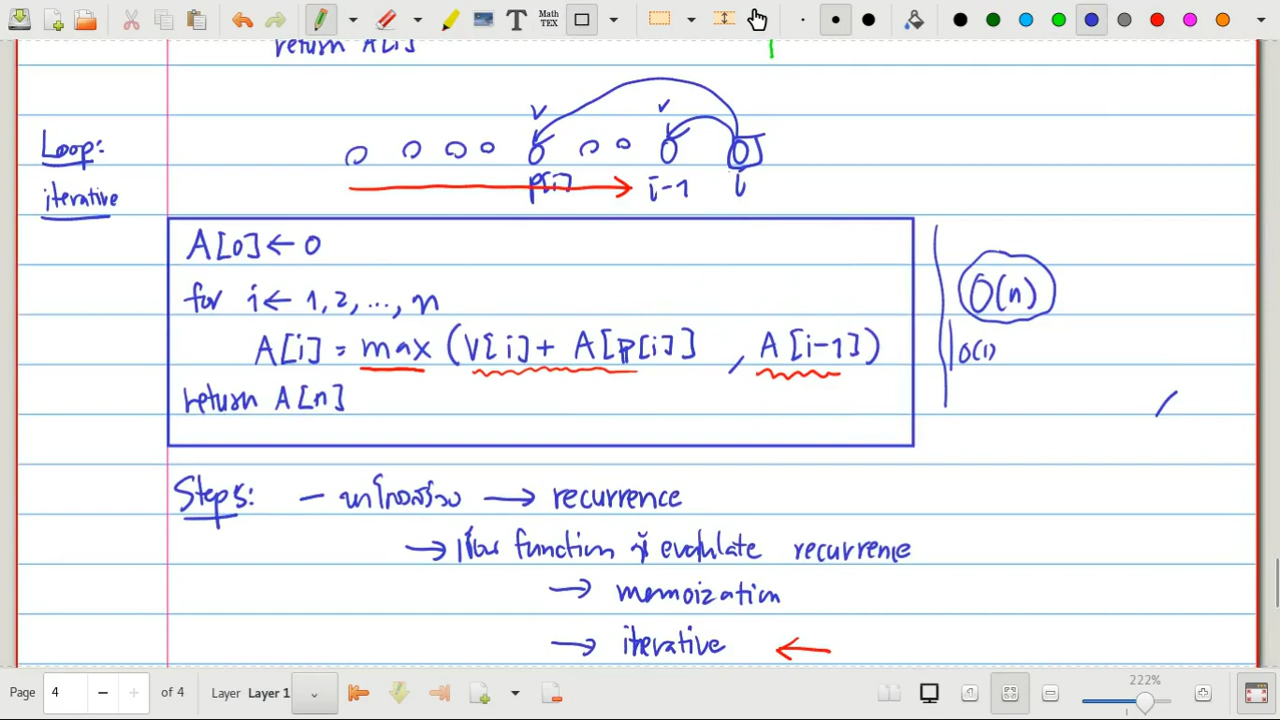 Math
TEX
return A[i]
Loop:
iterative
v v
p[i] i-1 i
A[0] ← 0
for i ← 1, 2, ..., n
A[i] = max (V[i] + A[p[i]] , A[i-1])
return A[n]
O(n)
O(1)
Steps: — หาโครงสร้าง → recurrence
→ เขียน function ที่ evaluate recurrence
→ memoization
→ iterative ←
Page 4 of 4 Layer Layer 1 222%